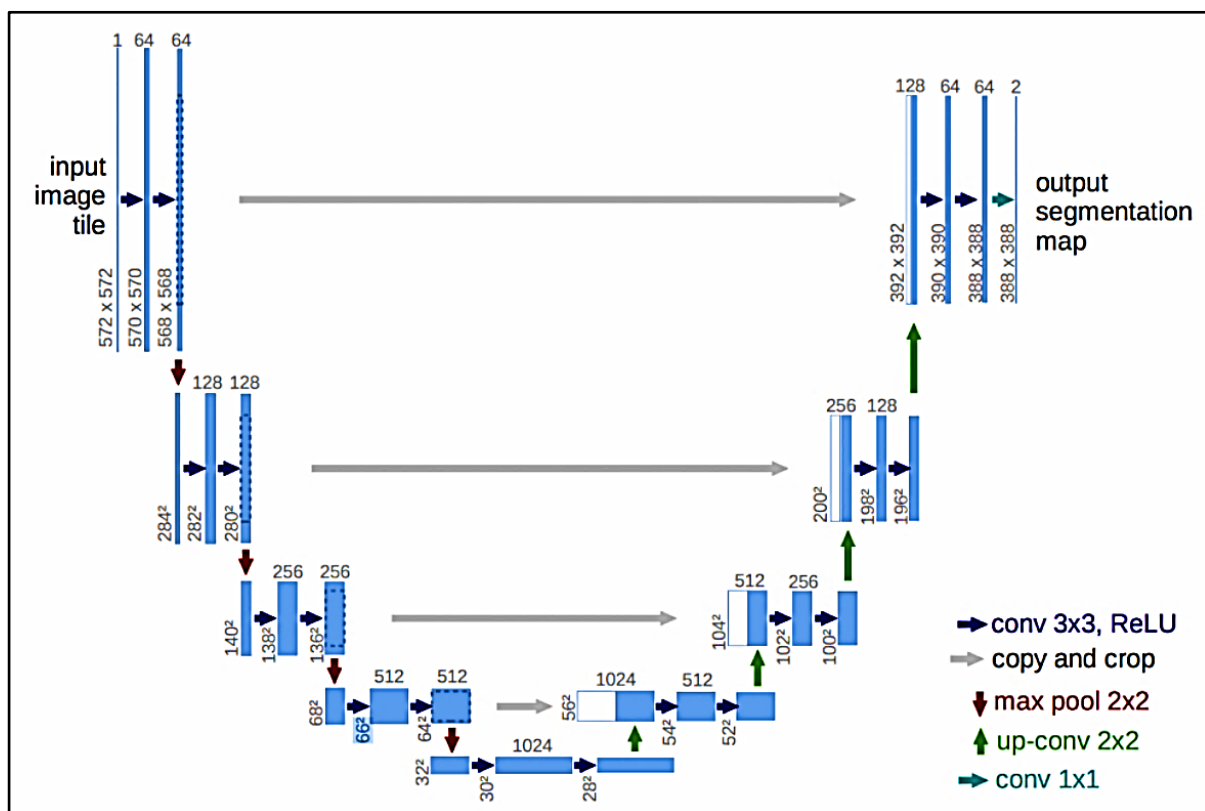 1 64 64
128 64 64 2
input
image
tile
output
segmentation
map
572 x 572
570 x 570
568 x 568
392 x 392
390 x 390
388 x 388
388 x 388
128 128
256 128
284²
282²
280²
200²
198²
196²
256 256
512 256
140²
138²
136²
104²
102²
100²
512 512
1024 512
68²
66²
64²
56²
54²
52²
1024
32²
30²
28²
conv 3x3, ReLU
copy and crop
max pool 2x2
up-conv 2x2
conv 1x1